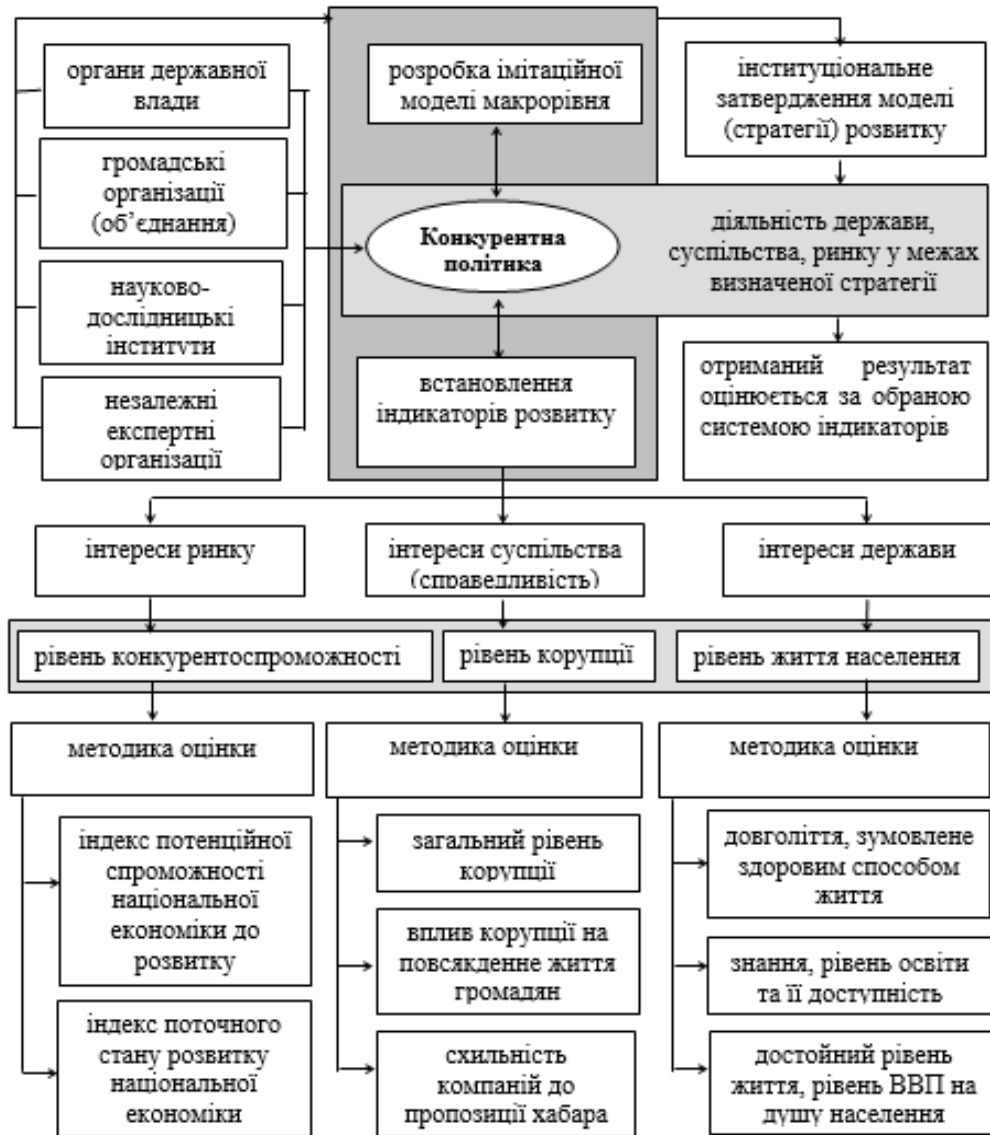 органи державної
влади
громадські
організації
(об’єднання)
науково-
дослідницькі
інститути
незалежні
експертні
організації
розробка імітаційної
моделі макрорівня
Конкурентна
політика
встановлення
індикаторів розвитку
інституціональне
затвердження моделі
(стратегії) розвитку
діяльність держави,
суспільства, ринку у межах
визначеної стратегії
отриманий результат
оцінюється за обраною
системою індикаторів
інтереси ринку
інтереси суспільства
(справедливість)
інтереси держави
рівень конкурентоспроможності
рівень корупції
рівень життя населення
методика оцінки
індекс потенційної
спроможності
національної
економіки до
розвитку
індекс поточного
стану розвитку
національної
економіки
методика оцінки
загальний рівень
корупції
вплив корупції на
повсякденне життя
громадян
схильність
компаній до
пропозиції хабара
методика оцінки
довголіття, зумовлене
здоровим способом
життя
знання, рівень освіти
та її доступність
достойний рівень
життя, рівень ВВП на
душу населення